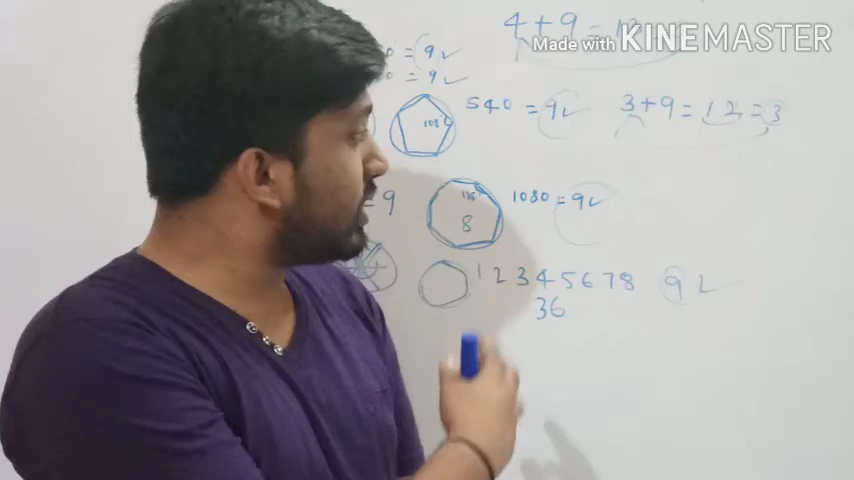 4 + 9 = 13
Made with KINEMASTER
0 = 9 ✓
0 = 9 ✓
108° 540 = 9 ✓ 3 + 9 = 12 = 3
= 9
135 1080 = 9 ✓
8
1 2 3 4 5 6 7 8 9 ✓
36